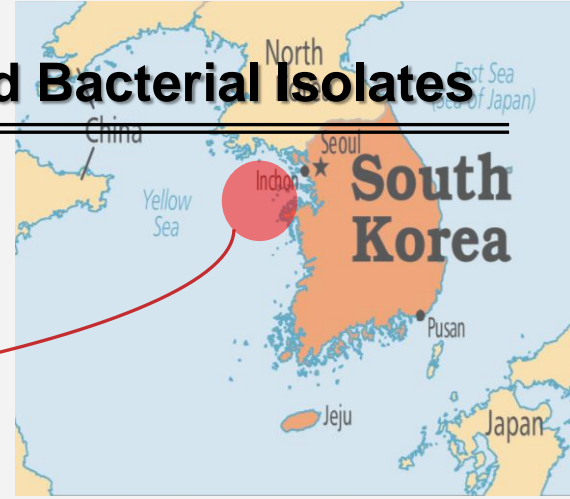 North
d Bacterial Isolates
East Sea
(Sea of Japan)
China
Seoul
Inchon
South
Korea
Yellow
Sea
Pusan
Jeju
Japan